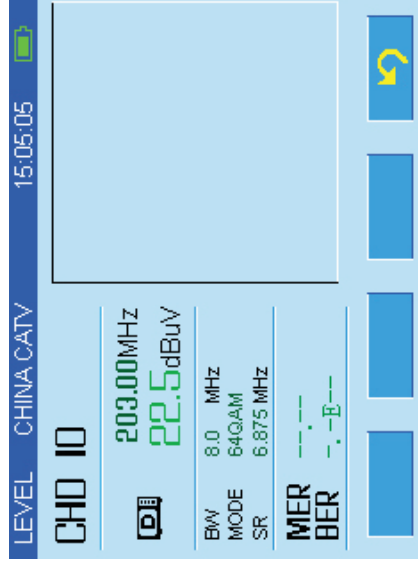 LEVEL CHINA CATV 15:05:05
CHD 10
D 203.00MHz
22.5dBuV
BW 8.0 MHz
MODE 64QAM
SR 6.875 MHz
MER --.--
BER -.-E--